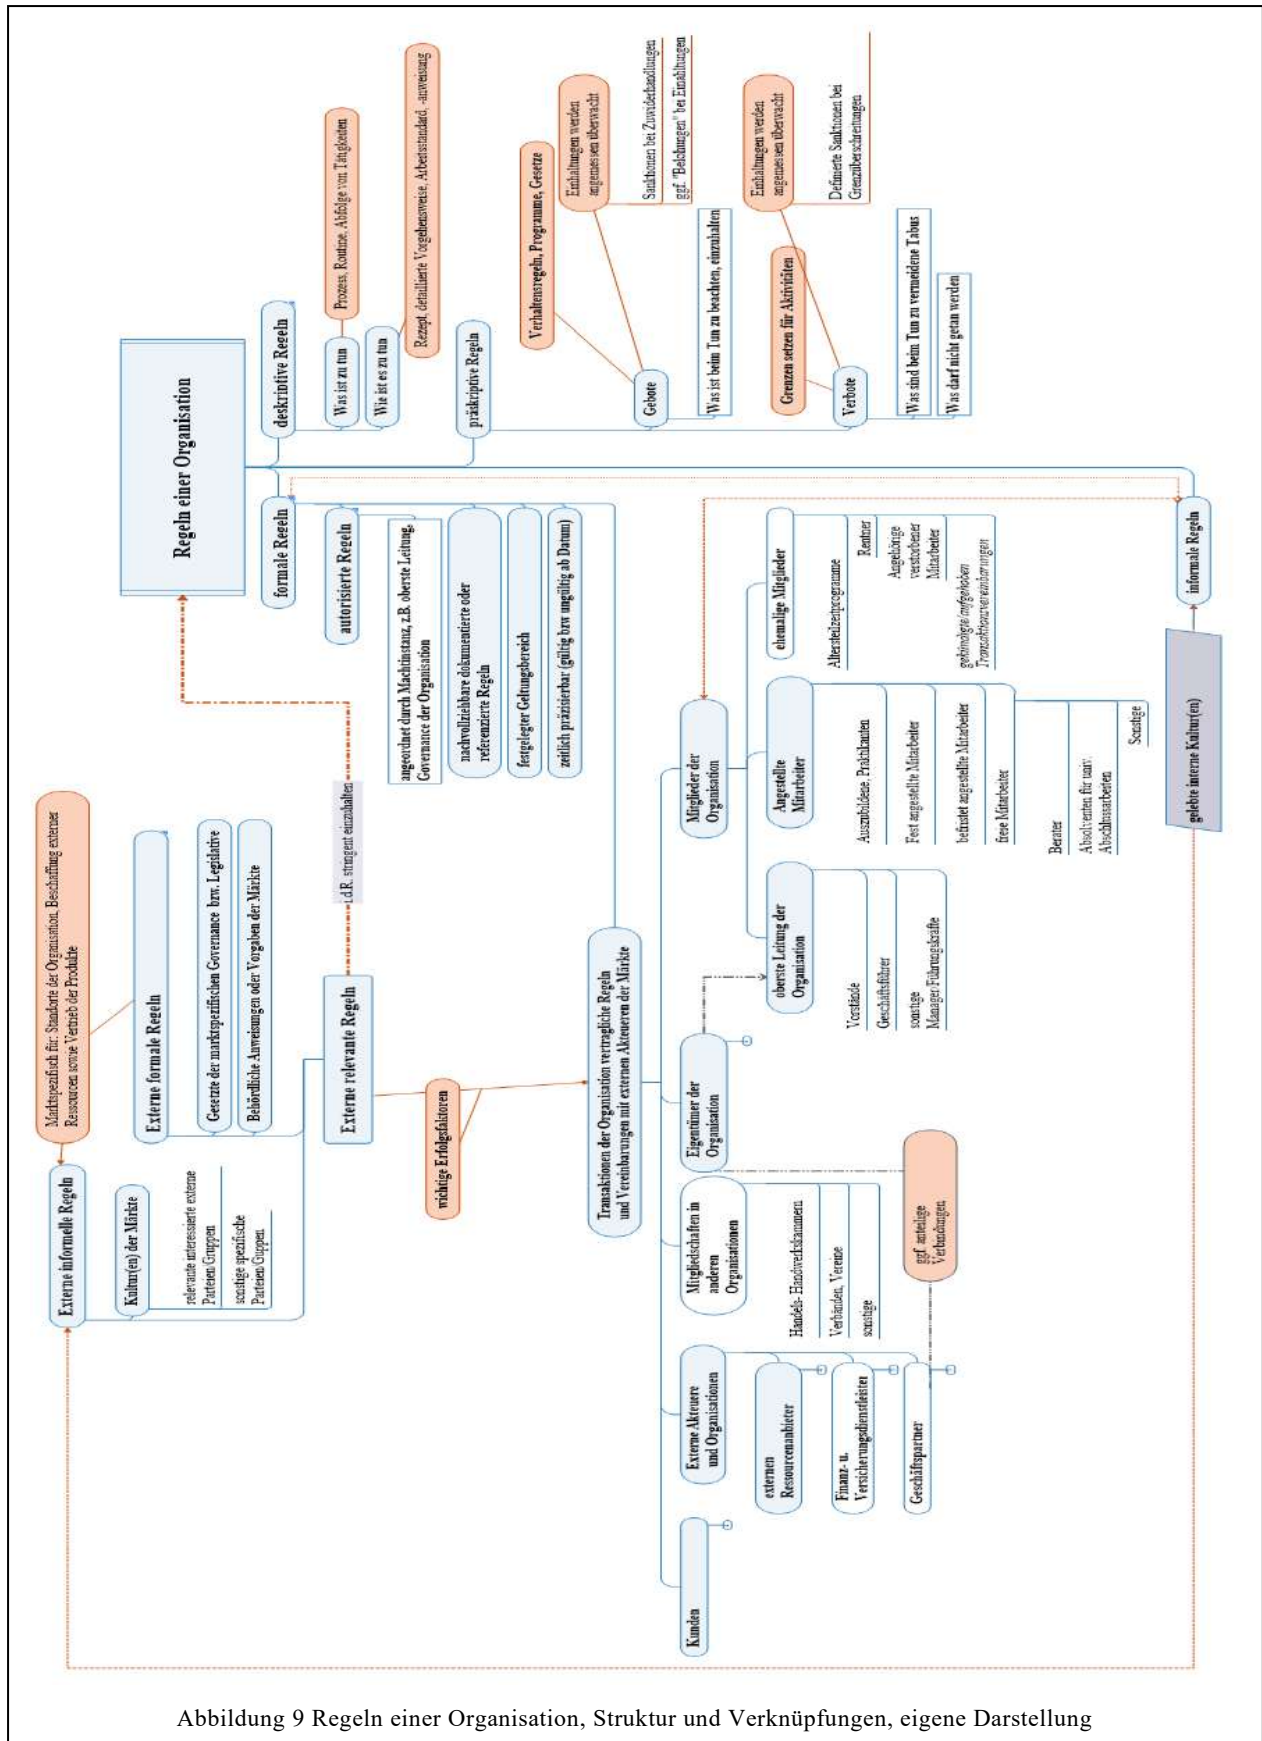 Regeln einer Organisation
deskriptive Regeln
Was ist zu tun
Prozess, Routine, Abfolge von Tätigkeiten
Wie ist es zu tun
Rezept, detaillierte Vorgehensweise, Arbeitsstandard, -anweisung
präskriptive Regeln
Gebote
Verhaltensregeln, Programme, Gesetze
Einhaltungen werden
angemessen überwacht
Sanktionen bei Zuwiderhandlungen
ggf. "Belohungen" bei Einahltungen
Was ist beim Tun zu beachten, einzuhalten
Verbote
Grenzen setzen für Aktivitäten
Einhaltungen werden
angemessen überwacht
Definierte Sanktionen bei
Grenzüberschreitungen
Was sind beim Tun zu vermeidene Tabus
Was darf nicht getan werden
formale Regeln
autorisierte Regeln
angeordnet durch Machtinstanz, z.B. oberste Leitung,
Governance der Organisation
nachvollziehbare dokumentierte oder
referenzierte Regeln
festgelegter Geltungsbereich
zeitlich präzisierbar (gültig bzw ungültig ab Datum)
informale Regeln
gelebte interne Kultur(en)
Marktspezifisch für: Standorte der Organisation, Beschaffung externer
Ressourcen sowie Vertrieb der Produkte
Externe informelle Regeln
Kultur(en) der Märkte
relevante interessierte externe
Parteien/Gruppen
sonstige spezifische
Parteien/Guppen
Externe formale Regeln
Gesetzte der marktspezifischen Governance bzw. Legislative
Behördliche Anweisungen oder Vorgaben der Märkte
Externe relevante Regeln
i.d.R. stringent einzuhalten
wichtige Erfolgsfaktoren
Transaktionen der Organisation vertragliche Regeln
und Vereinbarungen mit externen Akteueren der Märkte
Kunden
Externe Akteuere
und Organisationen
externen
Ressourcenanbieter
Finanz- u.
Versicherungsdienstleister
Geschäftspartner
Mitgliedschaften in
anderen
Organisationen
Handels- Handwerkskammern
Verbänden, Vereine
sonstige
Eigentümer der
Organisation
ggf. anteilige
Verbindungen
oberste Leitung der
Organisation
Vorstände
Geschäftsführer
sonstige
Manager/Führungskräfte
Mitglieder der
Organisation
Angestellte
Mitarbeiter
Auszubildene, Praktikanten
Fest angestellte Mitarbeiter
befristet angestellte Mitarbeiter
freie Mitarbeiter
Berater
Absolventen für univ.
Abschlussarbeiten
Sonstige
ehemalige Mitglieder
Altersteilzeitprogramme
Rentner
Angehörige
verstorbener
Mitarbeiter
gekündigte/aufgehoben
Transaktionvereinbarungen
Abbildung 9 Regeln einer Organisation, Struktur und Verknüpfungen, eigene Darstellung